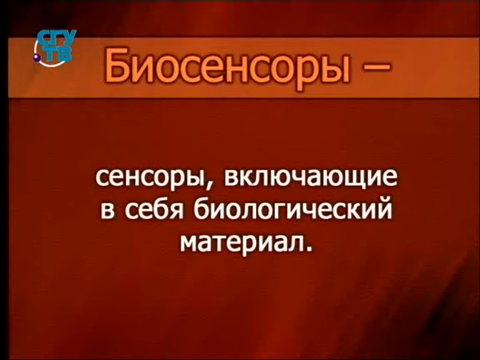 СГУ
ТВ
Биосенсоры –
сенсоры, включающие
в себя биологический
материал.